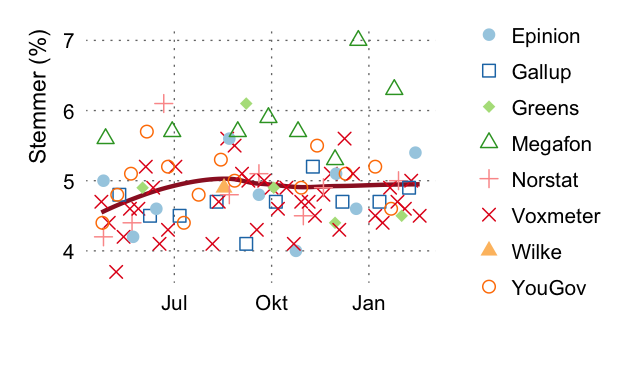 Stemmer (%)
7
6
5
4
Jul
Okt
Jan
Epinion
Gallup
Greens
Megafon
Norstat
Voxmeter
Wilke
YouGov